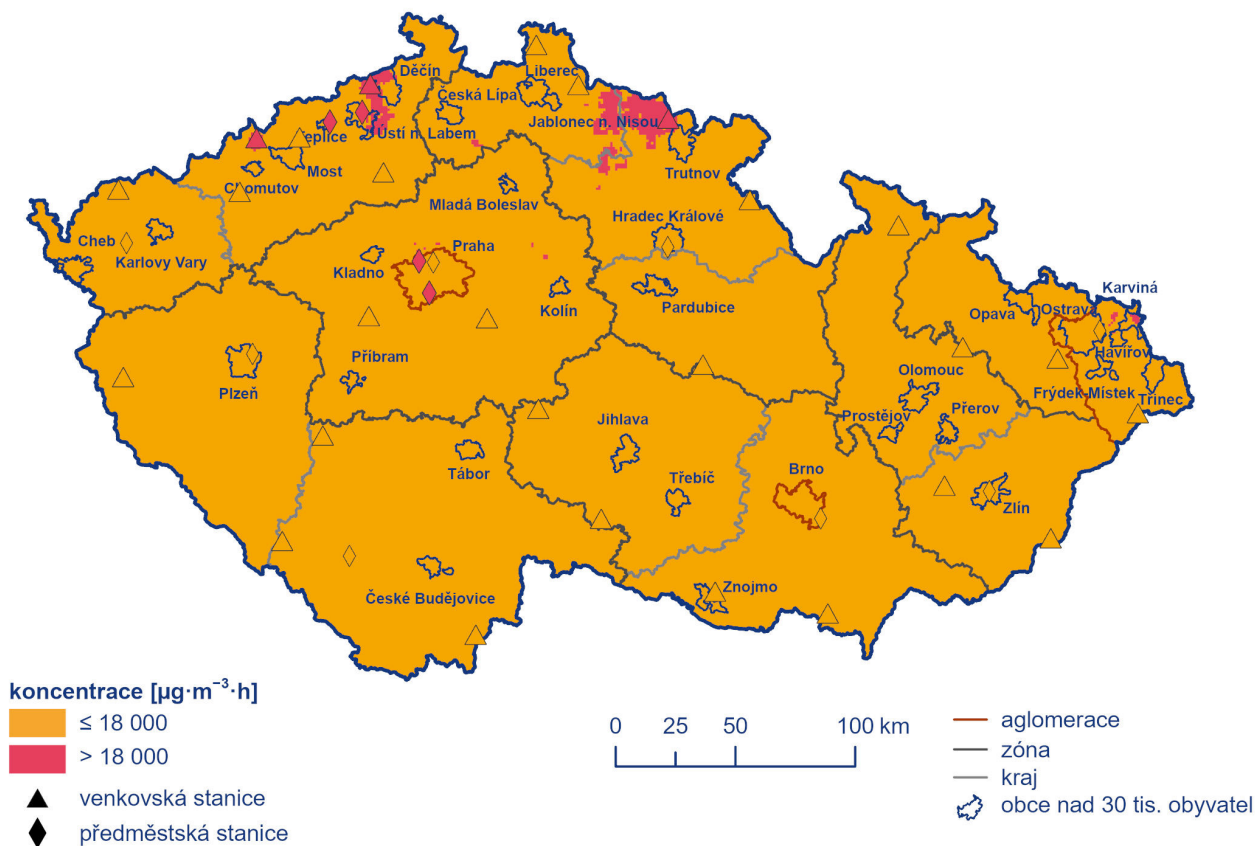 Děčín
Liberec
Česká Lípa
Jablonec n. Nisou
Ústí n. Labem
Teplice
Most
Chomutov
Trutnov
Mladá Boleslav
Hradec Králové
Cheb
Karlovy Vary
Praha
Kladno
Kolín
Pardubice
Karviná
Opava
Ostrava
Havířov
Příbram
Plzeň
Olomouc
Frýdek Místek
Třinec
Prostějov
Přerov
Jihlava
Tábor
Třebíč
Brno
Zlín
České Budějovice
Znojmo
koncentrace [µg·m⁻³·h]
≤ 18 000
> 18 000
venkovská stanice
předměstská stanice
0 25 50 100 km
aglomerace
zóna
kraj
obce nad 30 tis. obyvatel